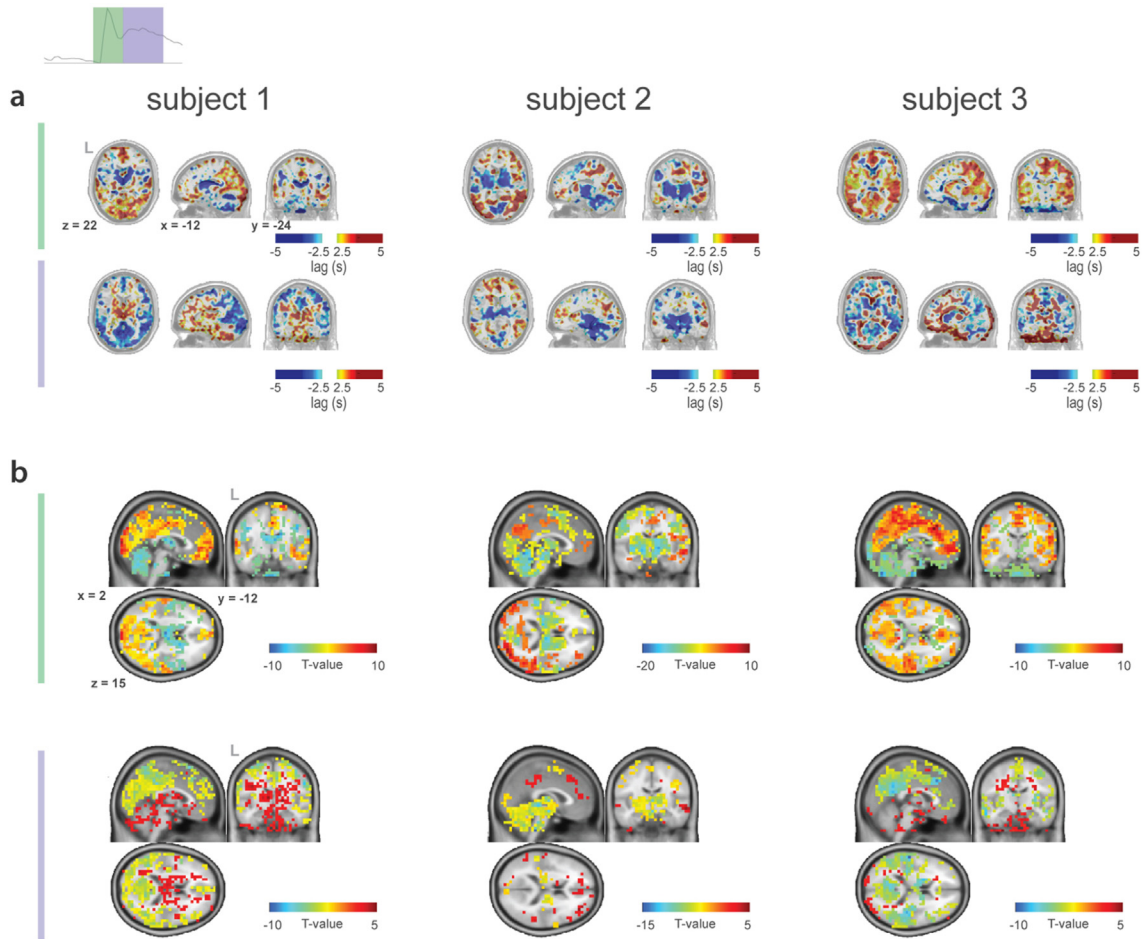 a
subject 1 subject 2 subject 3
L
z = 22 x = -12 y = -24
-5 -2.5 2.5 5 -5 -2.5 2.5 5 -5 -2.5 2.5 5
lag (s) lag (s) lag (s)
-5 -2.5 2.5 5 -5 -2.5 2.5 5 -5 -2.5 2.5 5
lag (s) lag (s) lag (s)
b
L
x = 2 y = -12
-10 T-value 10 -20 T-value 10 -10 T-value 10
z = 15
L
-10 T-value 5 -15 T-value 5 -10 T-value 5